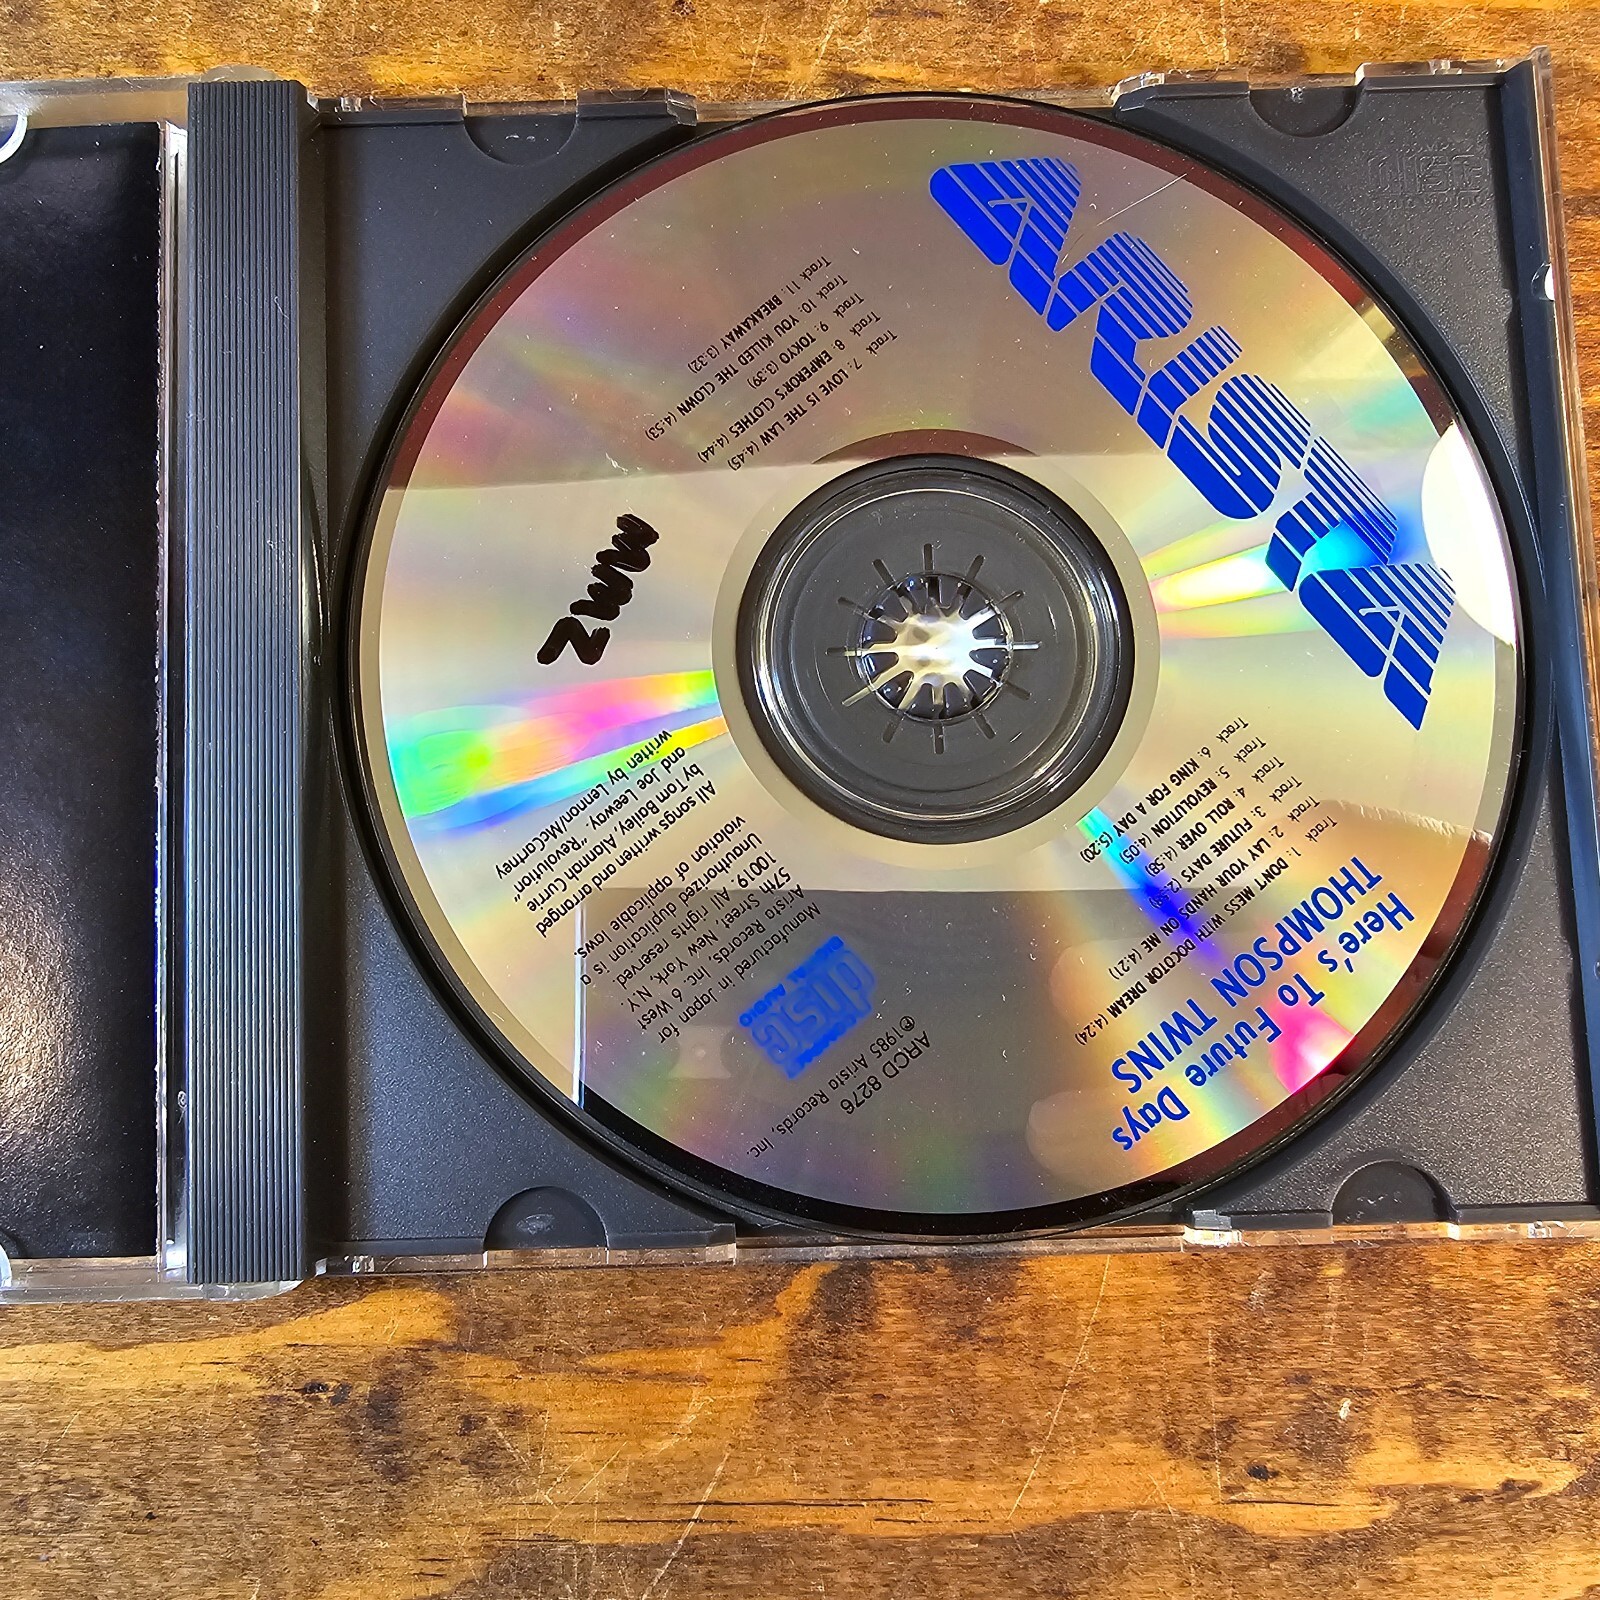 ARISTA
Here's To Future Days
THOMPSON TWINS
Track 1: DON'T MESS WITH DOCOTOR DREAM (4:24)
Track 2: LAY YOUR HANDS ON ME (4:21)
Track 3: FUTURE DAYS
Track 4: ROLL OVER (4:58)
Track 5: REVOLUTION (4:05)
Track 6: KING FOR A DAY (5:20)
Track 7: LOVE IS THE LAW (4:45)
Track 8: EMPEROR'S CLOTHES (4:44)
Track 9: TOKYO (3:39)
Track 10: YOU KILLED THE CLOWN (4:53)
Track 11: BREAKAWAY (3:32)
ARCD 8276
℗1985 Arista Records, Inc.
COMPACT
disc
DIGITAL AUDIO
Manufactured in Japan for
Arista Records, Inc. 6 West
57th Street, New York, N.Y.
10019. All rights reserved.
Unauthorized duplication is a
violation of applicable laws.
All songs written and arranged
by Tom Bailey, Alannah Currie
and Joe Leeway. "Revolution"
written by Lennon/McCartney